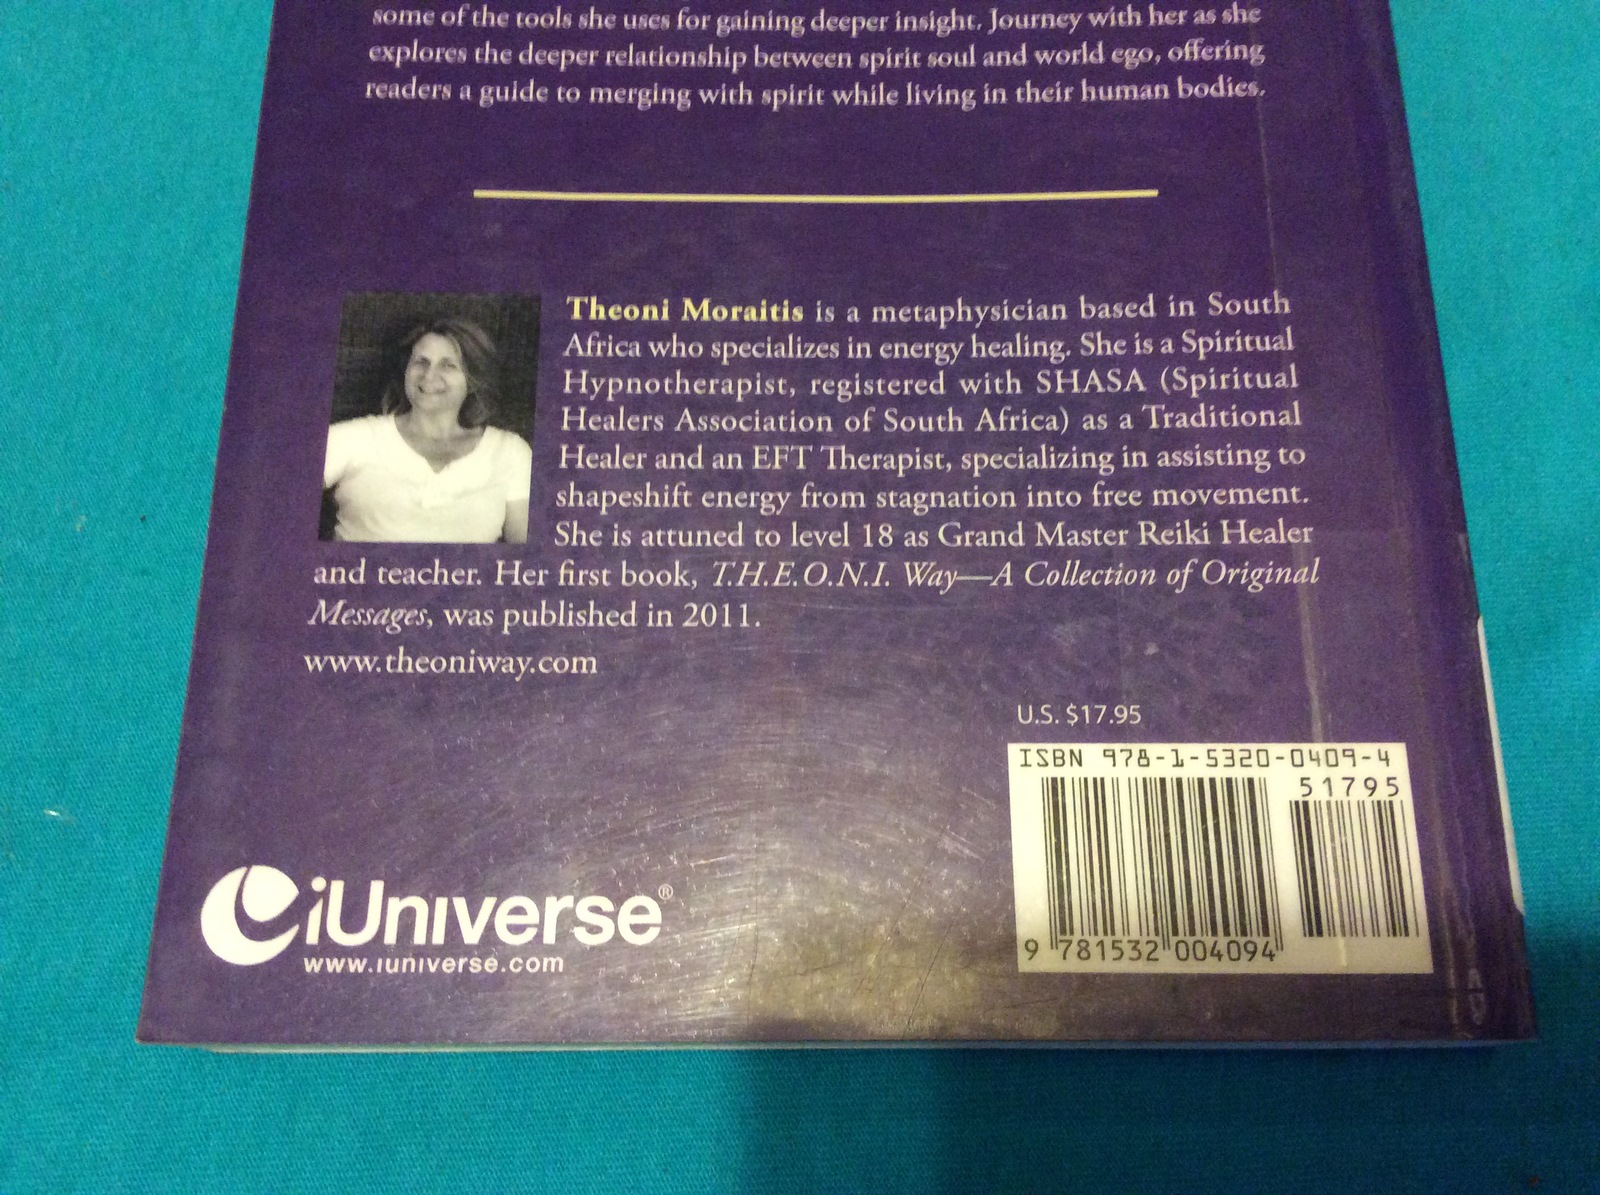 some of the tools she uses for gaining deeper insight. Journey with her as she
explores the deeper relationship between spirit soul and world ego, offering
readers a guide to merging with spirit while living in their human bodies.
Theoni Moraitis is a metaphysician based in South
Africa who specializes in energy healing. She is a Spiritual
Hypnotherapist, registered with SHASA (Spiritual
Healers Association of South Africa) as a Traditional
Healer and an EFT Therapist, specializing in assisting to
shapeshift energy from stagnation into free movement.
She is attuned to level 18 as Grand Master Reiki Healer
and teacher. Her first book, T.H.E.O.N.I. Way—A Collection of Original
Messages, was published in 2011.
www.theoniway.com
U.S. $17.95
ISBN 978-1-5320-0409-4
51795
9 781532 004094
iUniverse®
www.iuniverse.com